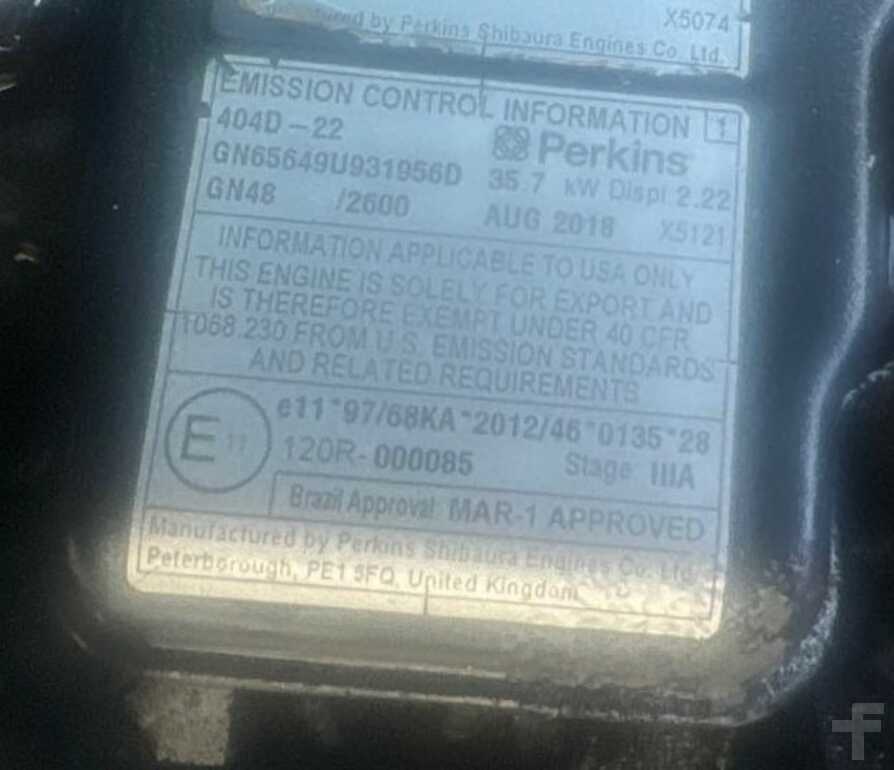 X5074
by Perkins Shibaura Engines Co. Ltd.
EMISSION CONTROL INFORMATION 1
404D-22 Perkins
GN65649U931956D 35.7 kW Displ 2.22
GN48 /2600 AUG 2018 X5121
INFORMATION APPLICABLE TO USA ONLY
THIS ENGINE IS SOLELY FOR EXPORT AND
IS THEREFORE EXEMPT UNDER 40 CFR
1068.230 FROM U.S. EMISSION STANDARDS
AND RELATED REQUIREMENTS
E 11 e11*97/68KA*2012/46*0135*28
120R-000085 Stage IIIA
Brazil Approval: MAR-1 APPROVED
Manufactured by Perkins Shibaura Engines Co. Ltd.
Peterborough, PE1 5FQ, United Kingdom